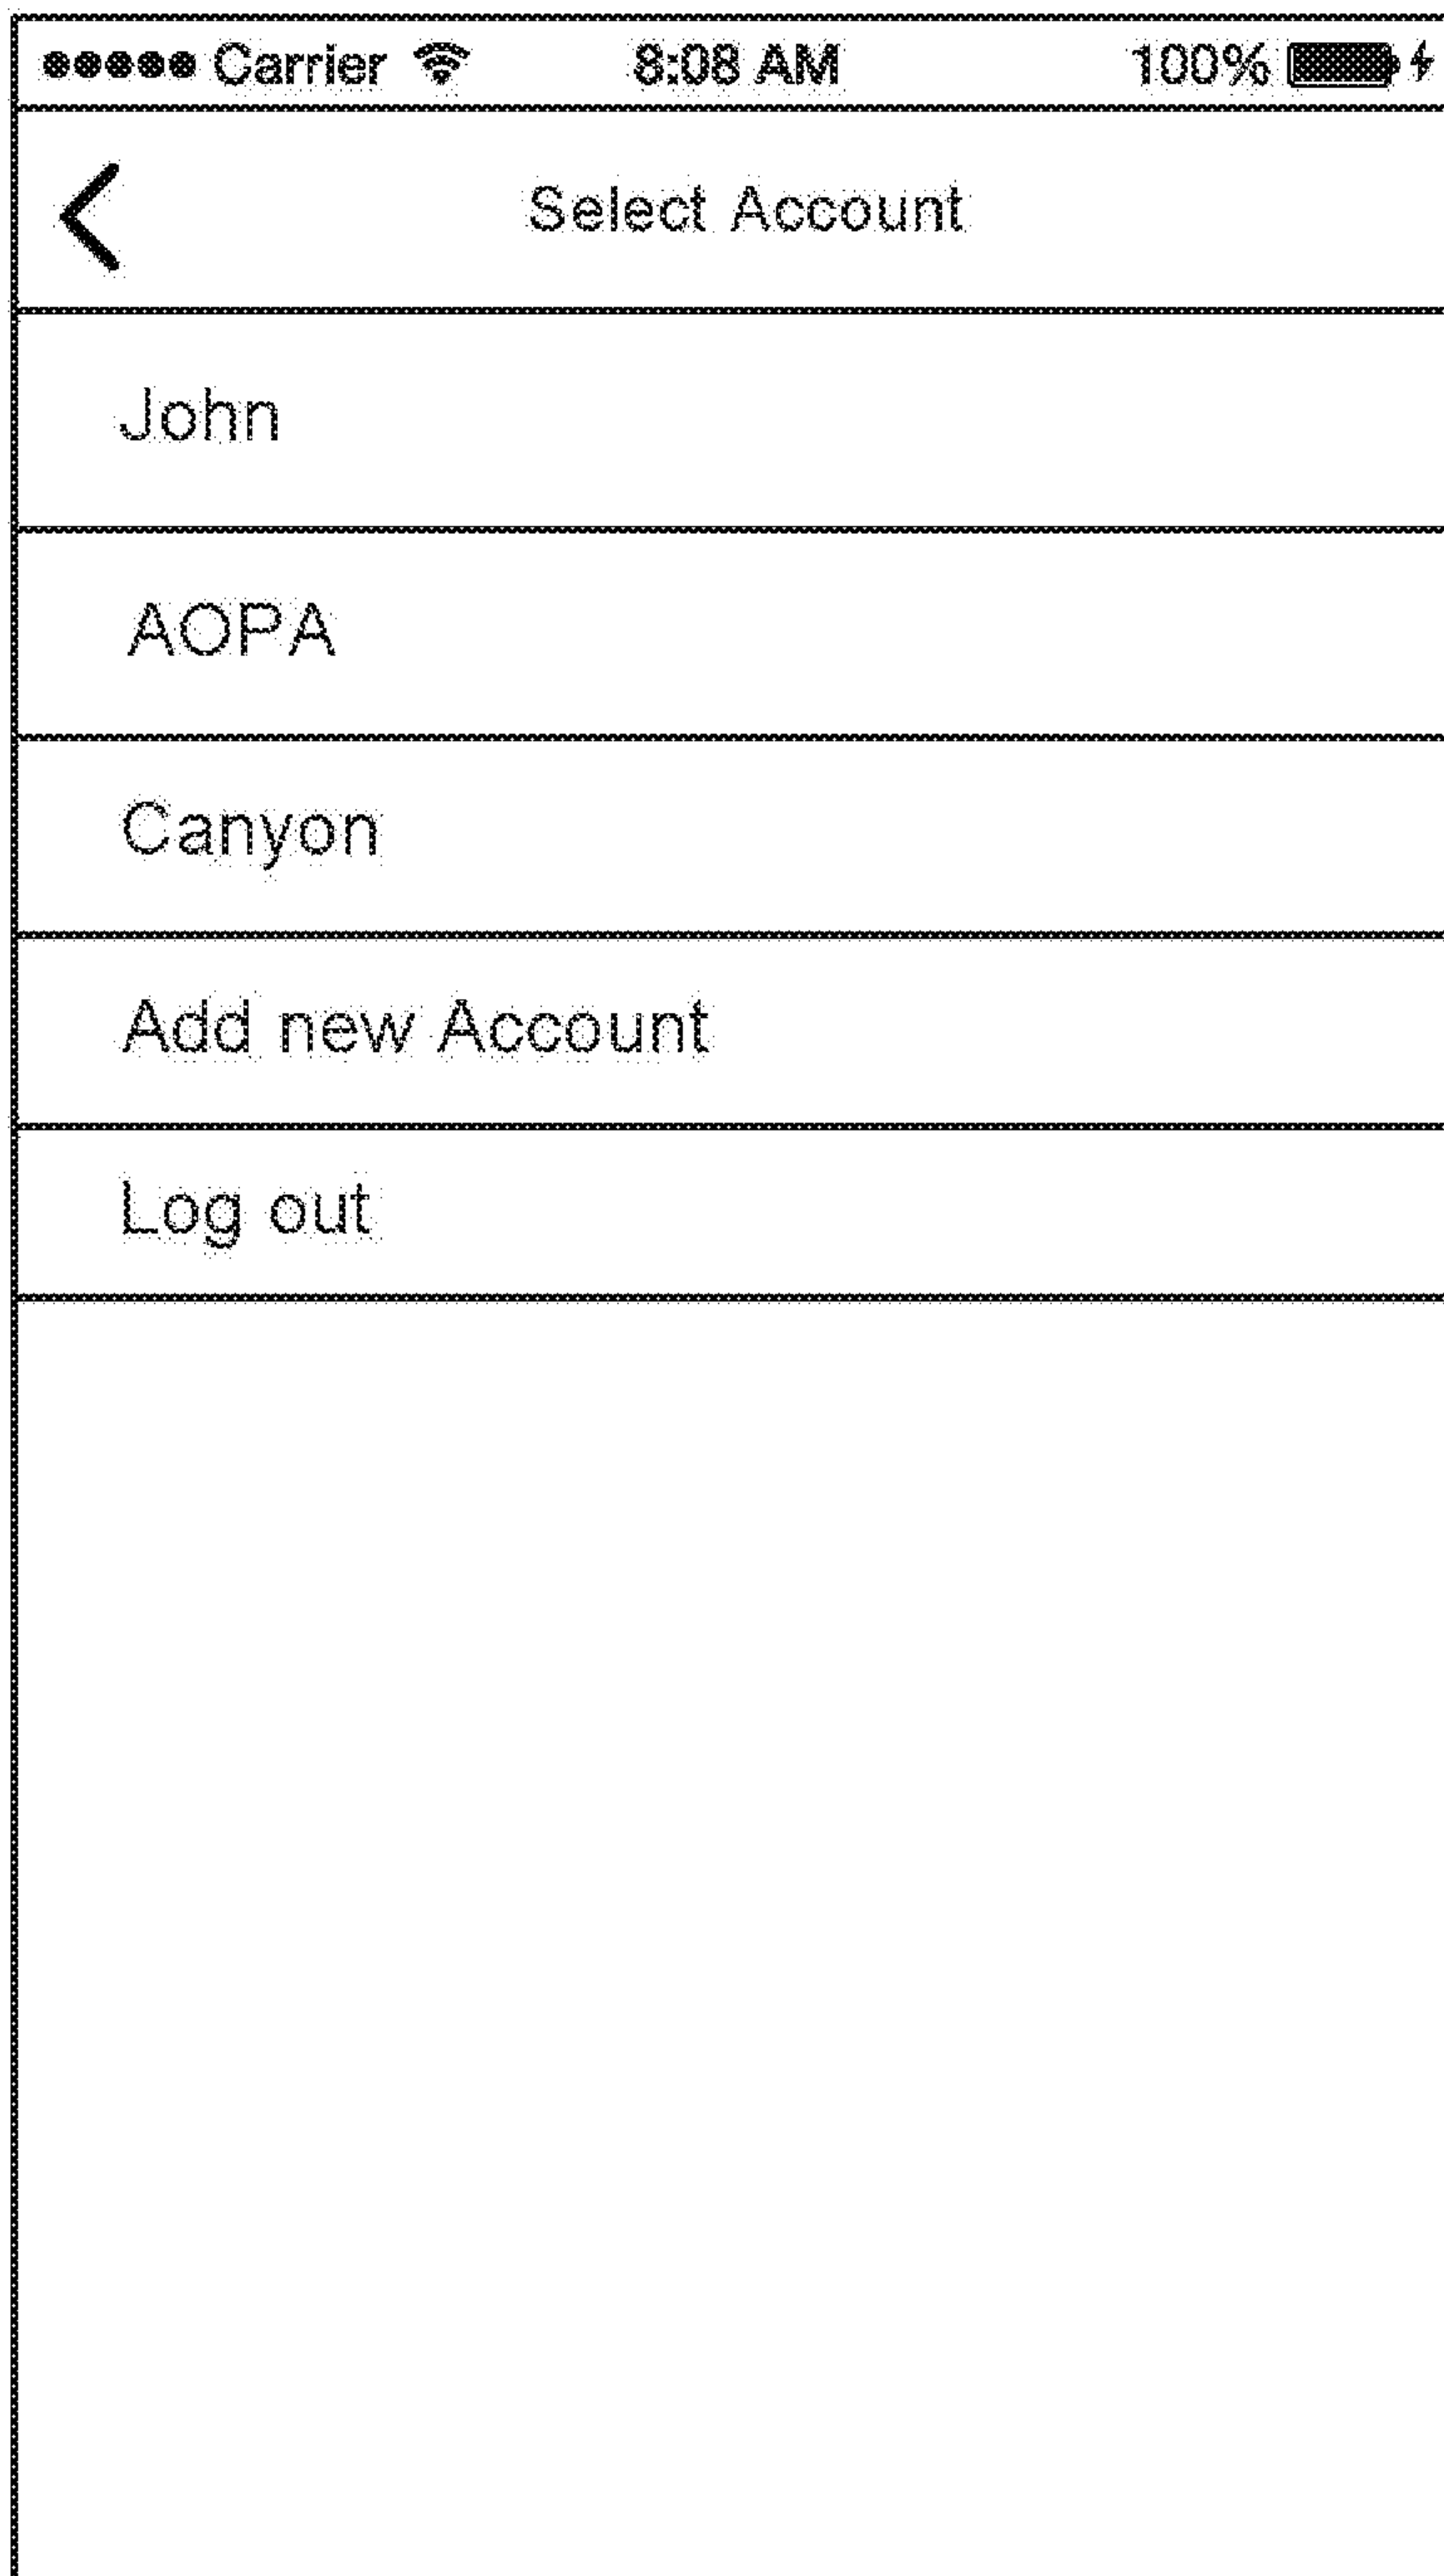 Carrier 8:08 AM 100%
Select Account
John
AOPA
Canyon
Add new Account
Log out